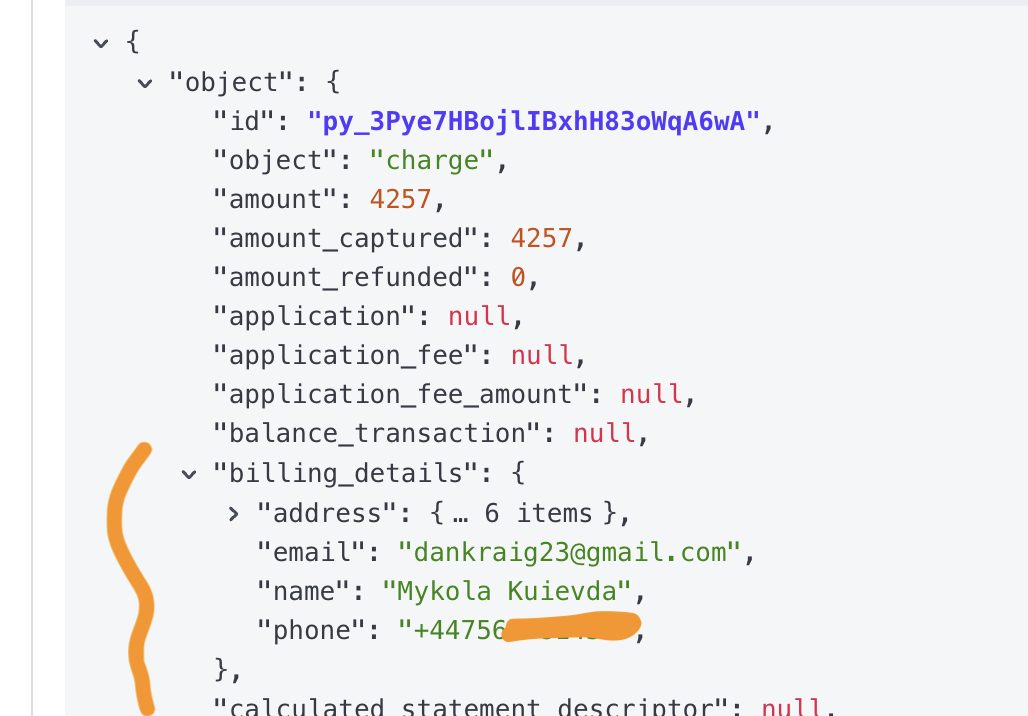 {
"object": {
"id": "py_3Pye7HBojlIBxhH83oWqA6wA",
"object": "charge",
"amount": 4257,
"amount_captured": 4257,
"amount_refunded": 0,
"application": null,
"application_fee": null,
"application_fee_amount": null,
"balance_transaction": null,
"billing_details": {
"address": { … 6 items },
"email": "dankraig23@gmail.com",
"name": "Mykola Kuievda",
"phone": "+44756
},
"calculated_statement_descriptor": null,